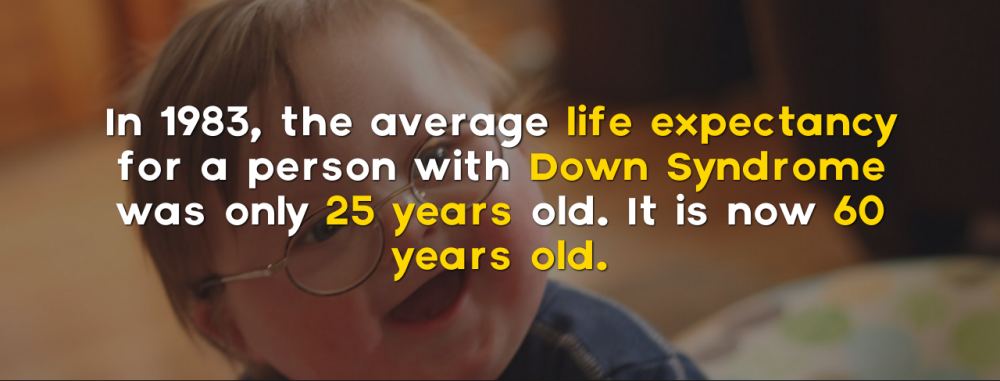 In 1983, the average life expectancy
for a person with Down Syndrome
was only 25 years old. It is now 60
years old.